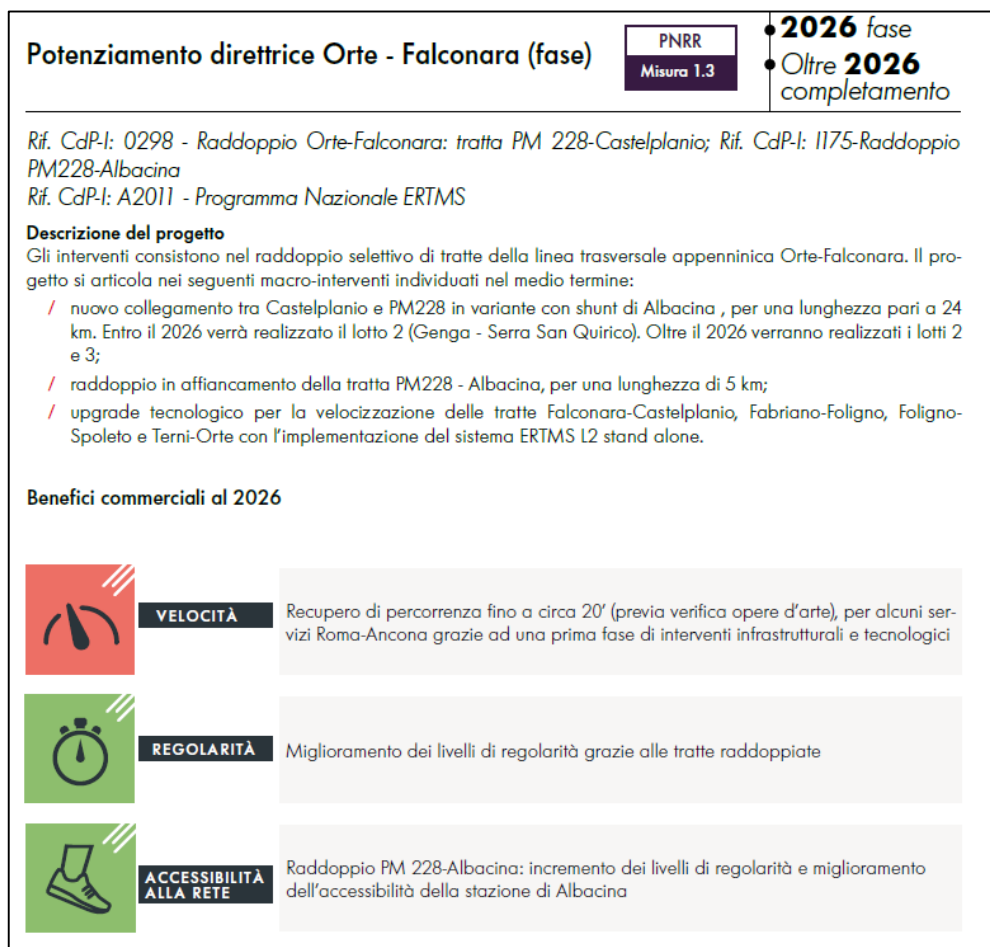 Potenziamento direttrice Orte - Falconara (fase)
PNRR
Misura 1.3
2026 fase
Oltre 2026
completamento
Rif. CdP-I: 0298 - Raddoppio Orte-Falconara: tratta PM 228-Castelplanio; Rif. CdP-I: I175-Raddoppio
PM228-Albacina
Rif. CdP-I: A2011 - Programma Nazionale ERTMS
Descrizione del progetto
Gli interventi consistono nel raddoppio selettivo di tratte della linea trasversale appenninica Orte-Falconara. Il pro-
getto si articola nei seguenti macro-interventi individuati nel medio termine:
/ nuovo collegamento tra Castelplanio e PM228 in variante con shunt di Albacina , per una lunghezza pari a 24
km. Entro il 2026 verrà realizzato il lotto 2 (Genga - Serra San Quirico). Oltre il 2026 verranno realizzati i lotti 2
e 3;
/ raddoppio in affiancamento della tratta PM228 - Albacina, per una lunghezza di 5 km;
/ upgrade tecnologico per la velocizzazione delle tratte Falconara-Castelplanio, Fabriano-Foligno, Foligno-
Spoleto e Terni-Orte con l'implementazione del sistema ERTMS L2 stand alone.
Benefici commerciali al 2026
VELOCITÀ
Recupero di percorrenza fino a circa 20' (previa verifica opere d'arte), per alcuni ser-
vizi Roma-Ancona grazie ad una prima fase di interventi infrastrutturali e tecnologici
REGOLARITÀ
Miglioramento dei livelli di regolarità grazie alle tratte raddoppiate
ACCESSIBILITÀ
ALLA RETE
Raddoppio PM 228-Albacina: incremento dei livelli di regolarità e miglioramento
dell'accessibilità della stazione di Albacina